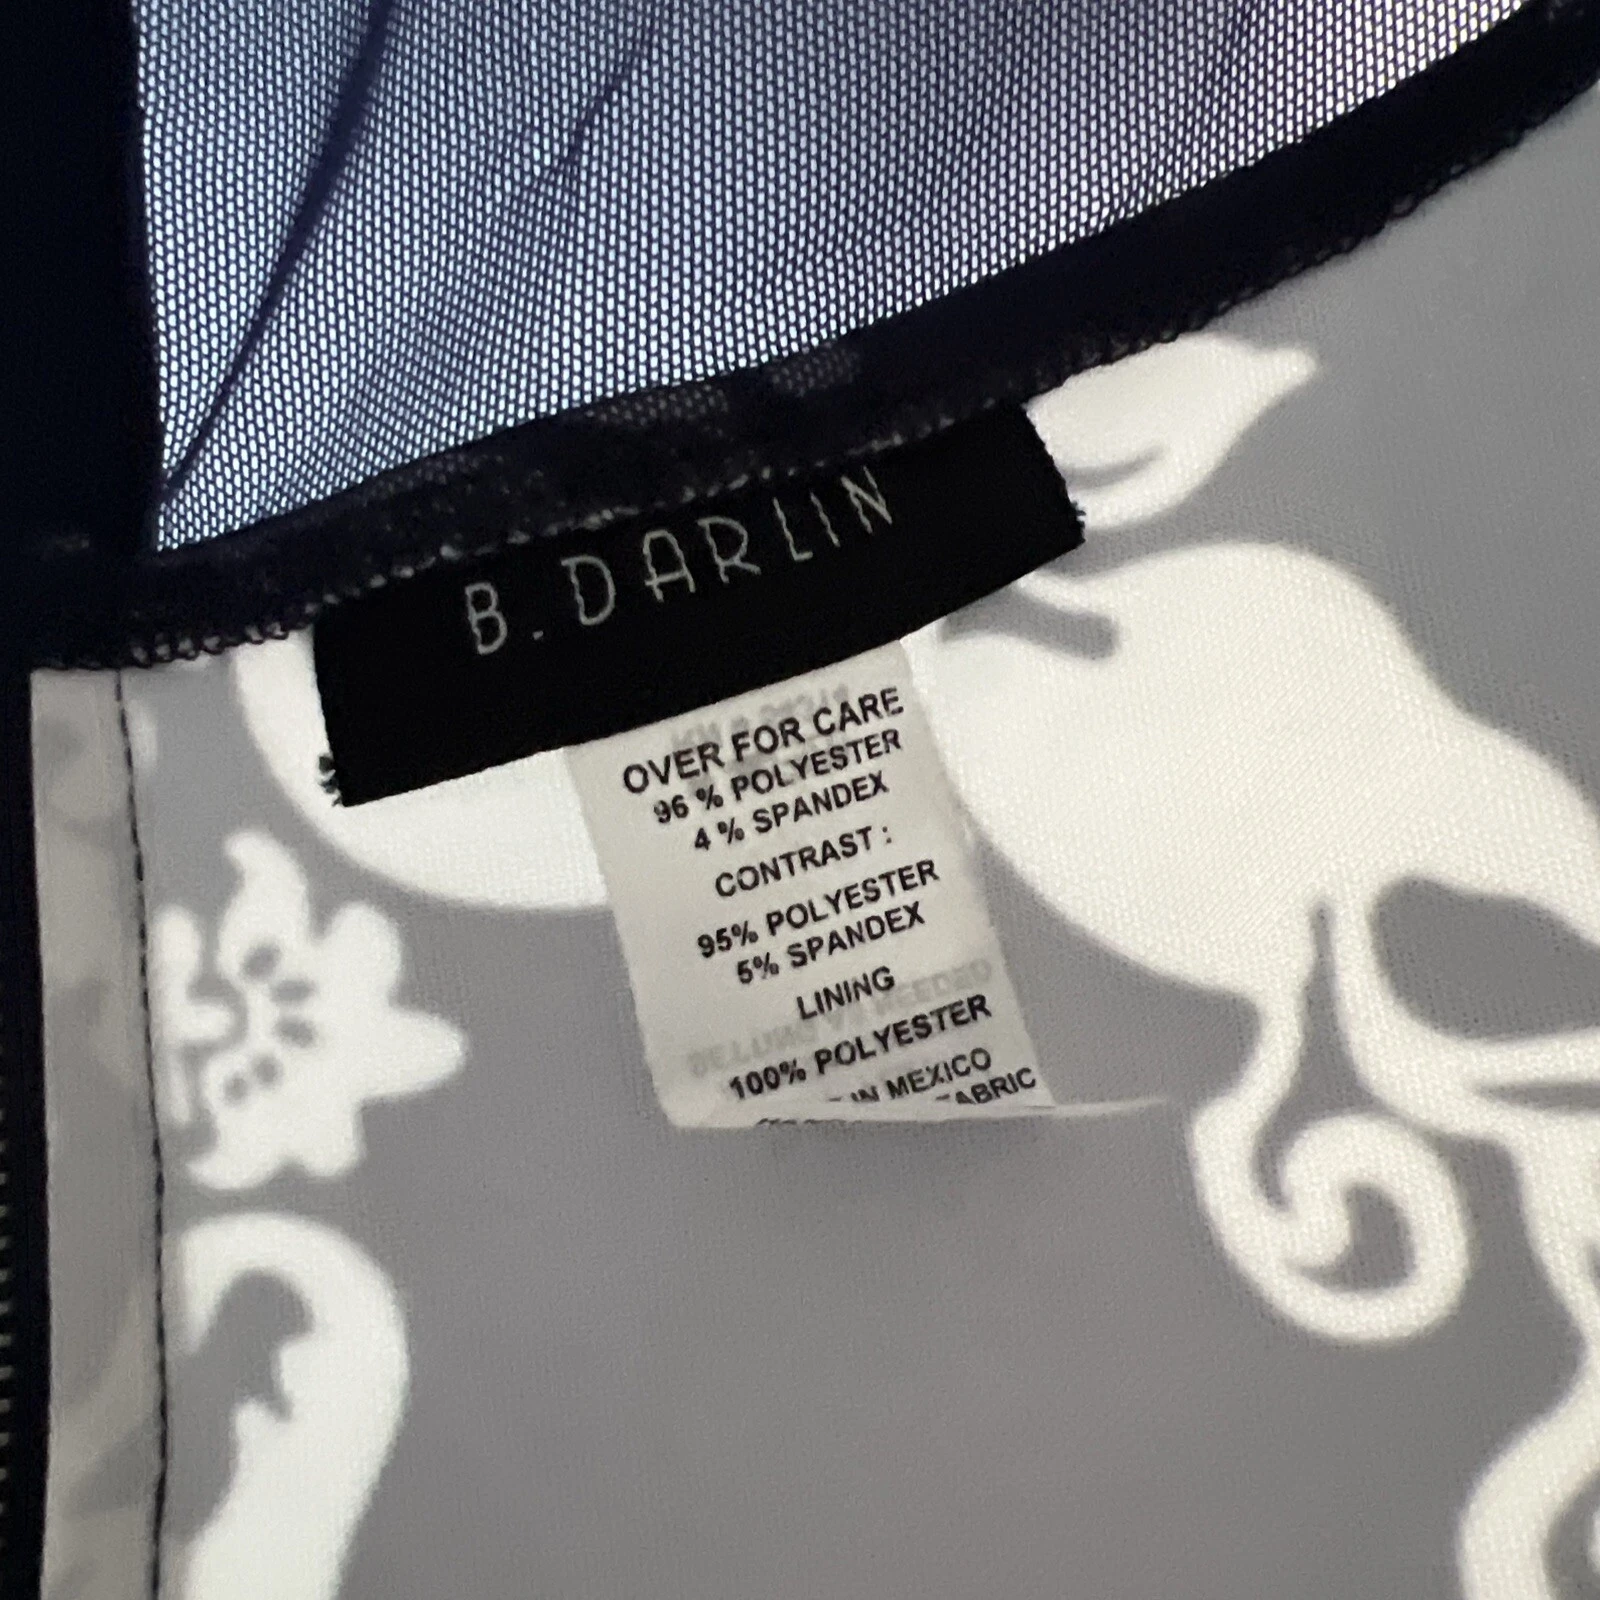 B. DARLIN
OVER FOR CARE
96 % POLYESTER
4 % SPANDEX
CONTRAST :
95% POLYESTER
5% SPANDEX
LINING
100% POLYESTER
IN MEXICO